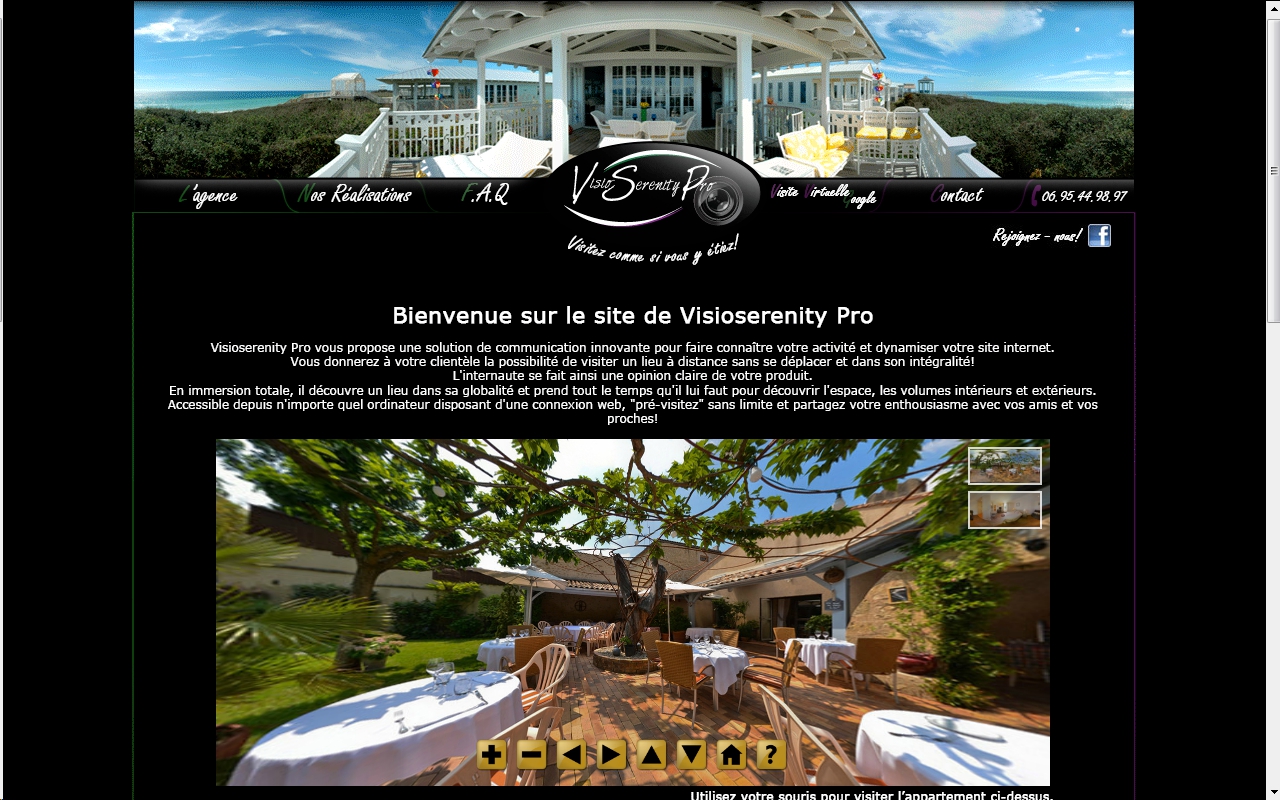 L'agence
Nos Réalisations
F.A.Q
VisioSerenity Pro
Visite Virtuelle
Google
Contact
06.95.44.98.97
Visitez comme si vous y étiez!
Rejoignez - nous!
f
Bienvenue sur le site de Visioserenity Pro
Visioserenity Pro vous propose une solution de communication innovante pour faire connaître votre activité et dynamiser votre site internet.
Vous donnerez à votre clientèle la possibilité de visiter un lieu à distance sans se déplacer et dans son intégralité!
L'internaute se fait ainsi une opinion claire de votre produit.
En immersion totale, il découvre un lieu dans sa globalité et prend tout le temps qu'il lui faut pour découvrir l'espace, les volumes intérieurs et extérieurs.
Accessible depuis n'importe quel ordinateur disposant d'une connexion web, "pré-visitez" sans limite et partagez votre enthousiasme avec vos amis et vos
proches!
?
Utilisez votre souris pour visiter l'appartement ci-dessus.